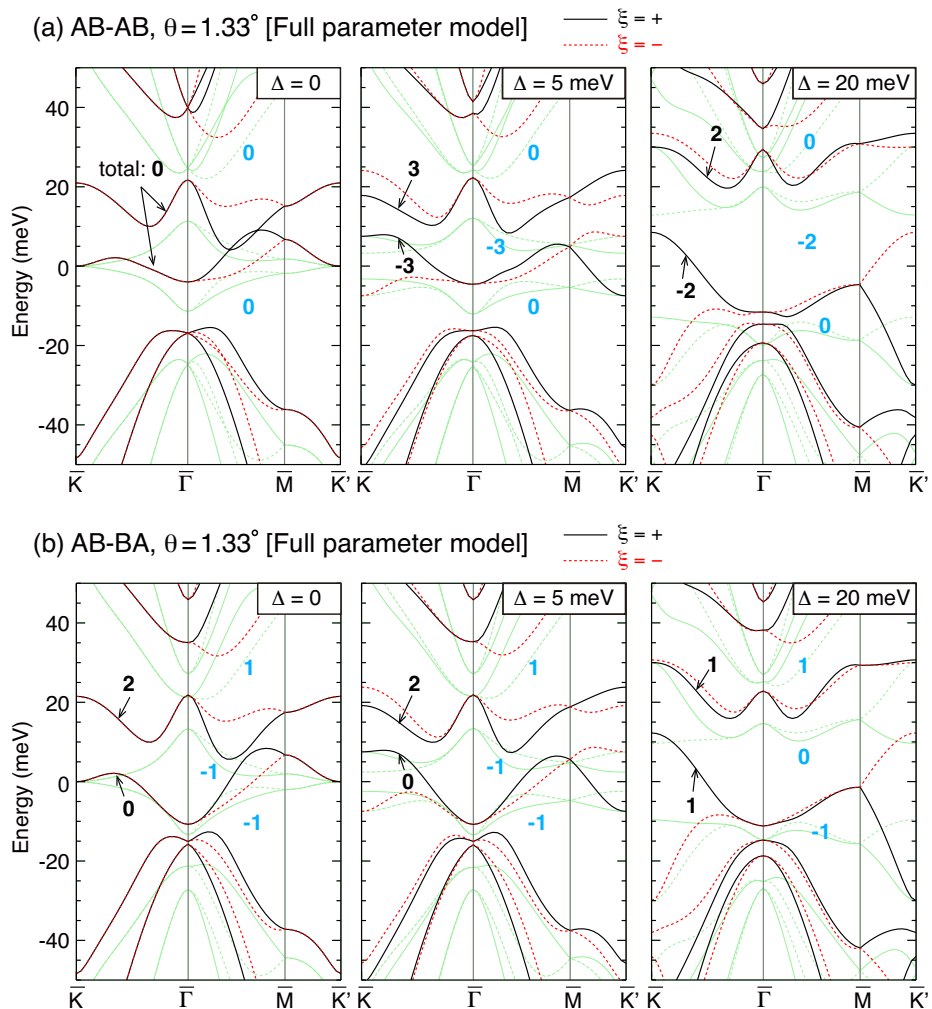 (a) AB-AB, θ = 1.33° [Full parameter model]
ξ = +
ξ = −
Δ = 0
Δ = 5 meV
Δ = 20 meV
Energy (meV)
40
20
0
-20
-40
total: 0
0
0
3
-3
0
-3
0
2
-2
0
-2
0
K̅ Γ̅ M̅ K̅'
K̅ Γ̅ M̅ K̅'
K̅ Γ̅ M̅ K̅'
(b) AB-BA, θ = 1.33° [Full parameter model]
ξ = +
ξ = −
Δ = 0
Δ = 5 meV
Δ = 20 meV
Energy (meV)
40
20
0
-20
-40
2
0
1
-1
-1
2
0
1
-1
-1
1
1
1
0
-1
K̅ Γ̅ M̅ K̅'
K̅ Γ̅ M̅ K̅'
K̅ Γ̅ M̅ K̅'